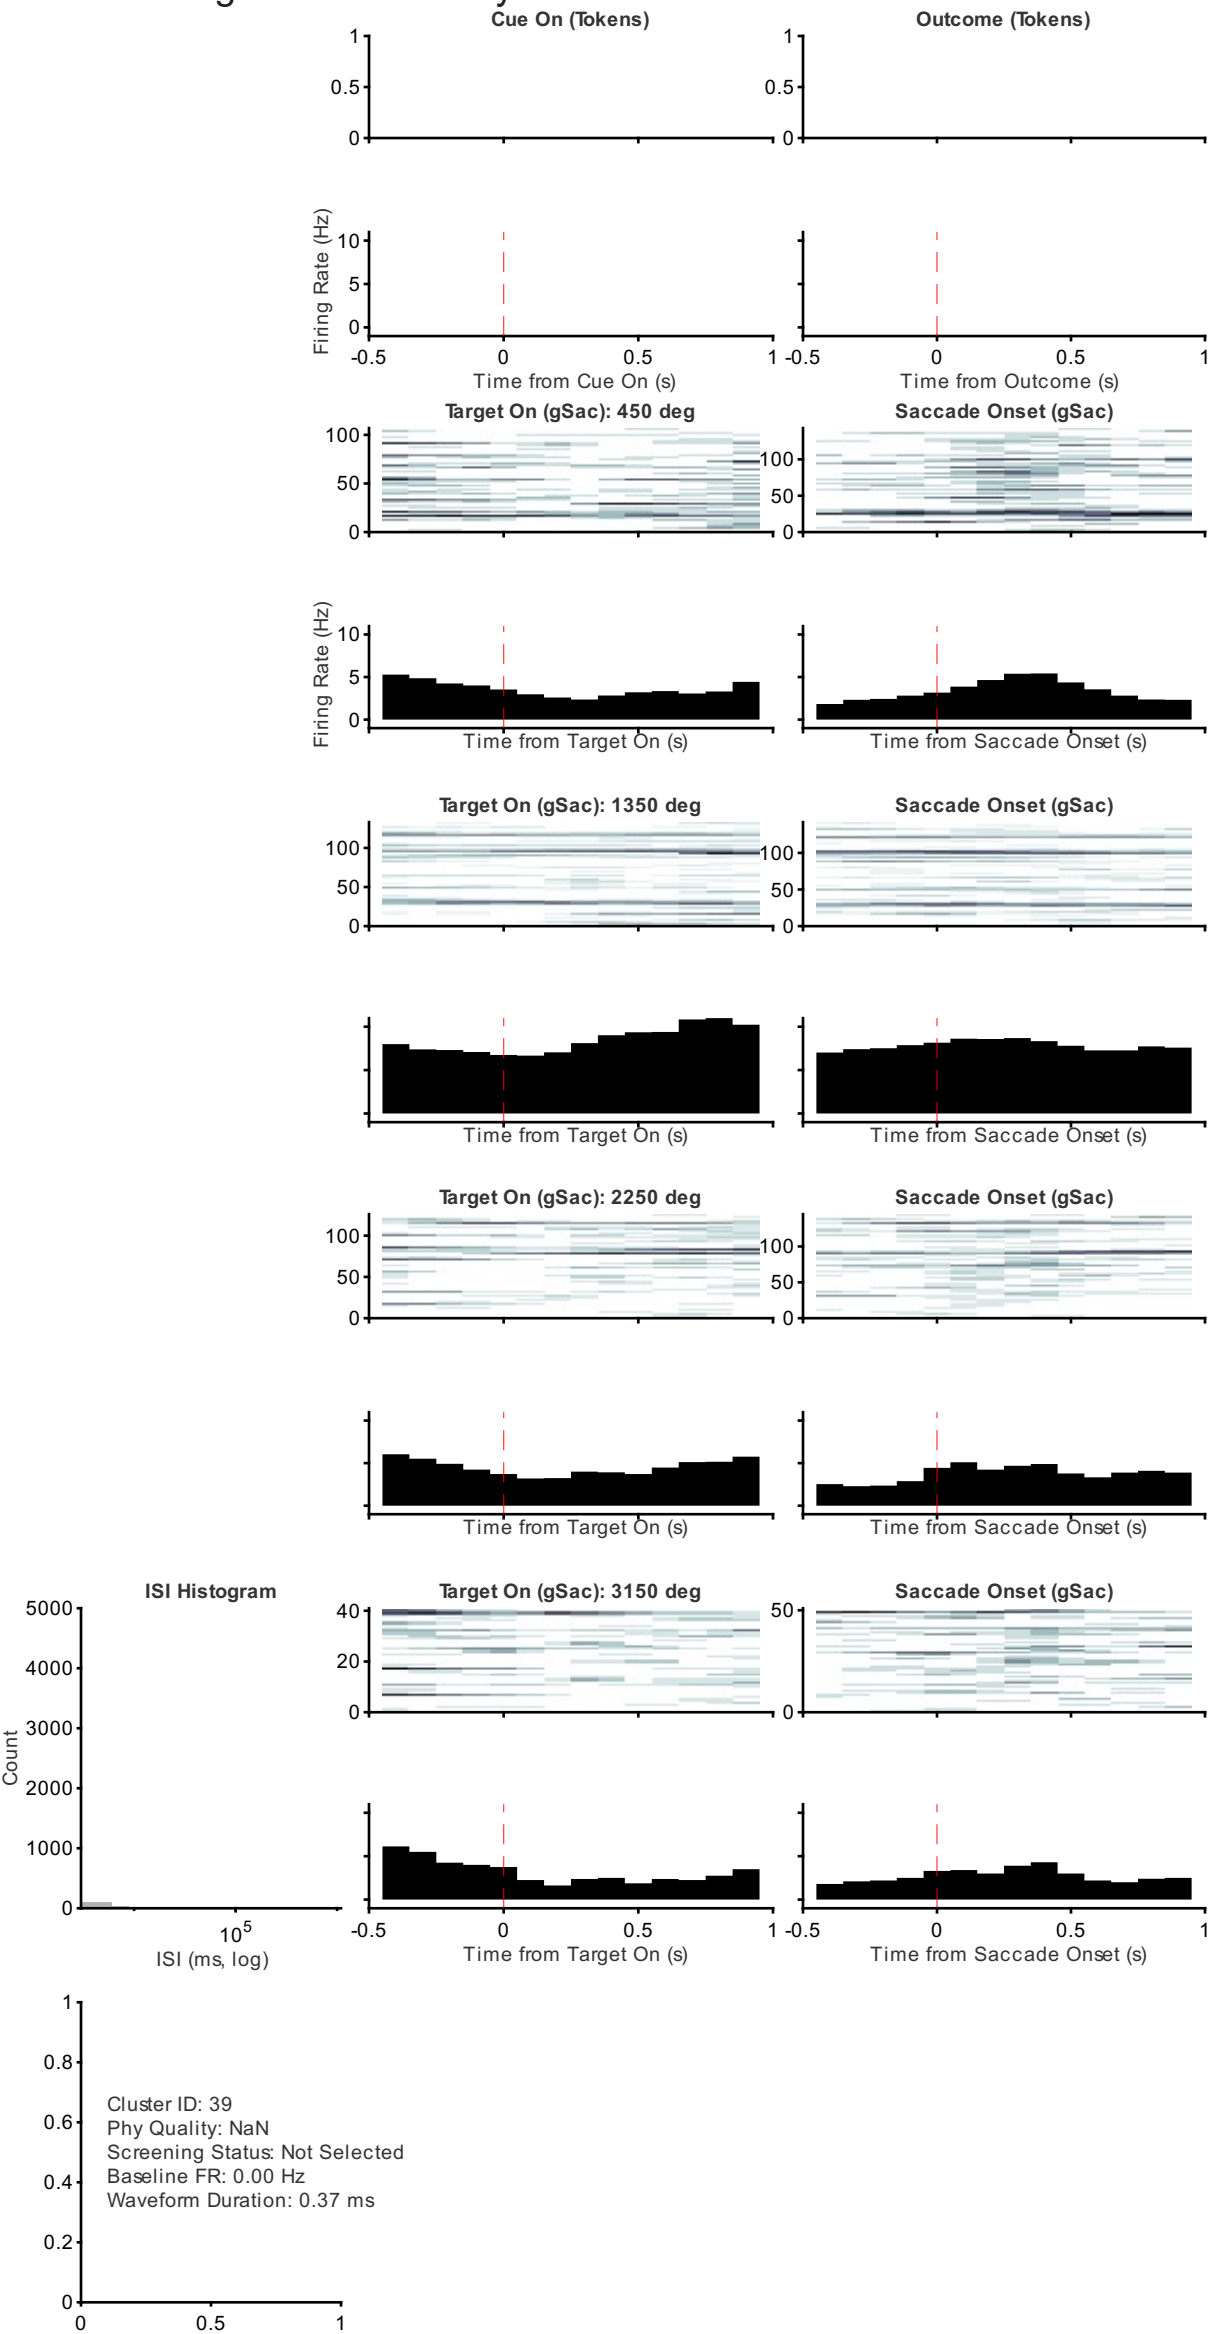 Cue On (Tokens)
Outcome (Tokens)
1
0.5
0
1
0.5
0
Firing Rate (Hz)
10
5
0
-0.5
0
0.5
1
Time from Cue On (s)
-0.5
0
0.5
1
Time from Outcome (s)
Target On (gSac): 450 deg
Saccade Onset (gSac)
100
50
0
100
50
0
Firing Rate (Hz)
10
5
0
Time from Target On (s)
Time from Saccade Onset (s)
Target On (gSac): 1350 deg
Saccade Onset (gSac)
100
50
0
100
50
0
Time from Target On (s)
Time from Saccade Onset (s)
Target On (gSac): 2250 deg
Saccade Onset (gSac)
100
50
0
100
50
0
Time from Target On (s)
Time from Saccade Onset (s)
ISI Histogram
5000
4000
3000
2000
1000
0
Count
10^5
ISI (ms, log)
Target On (gSac): 3150 deg
Saccade Onset (gSac)
40
20
0
50
0
-0.5
0
0.5
1
Time from Target On (s)
-0.5
0
0.5
1
Time from Saccade Onset (s)
1
0.8
0.6
0.4
0.2
0
Cluster ID: 39
Phy Quality: NaN
Screening Status: Not Selected
Baseline FR: 0.00 Hz
Waveform Duration: 0.37 ms
0
0.5
1